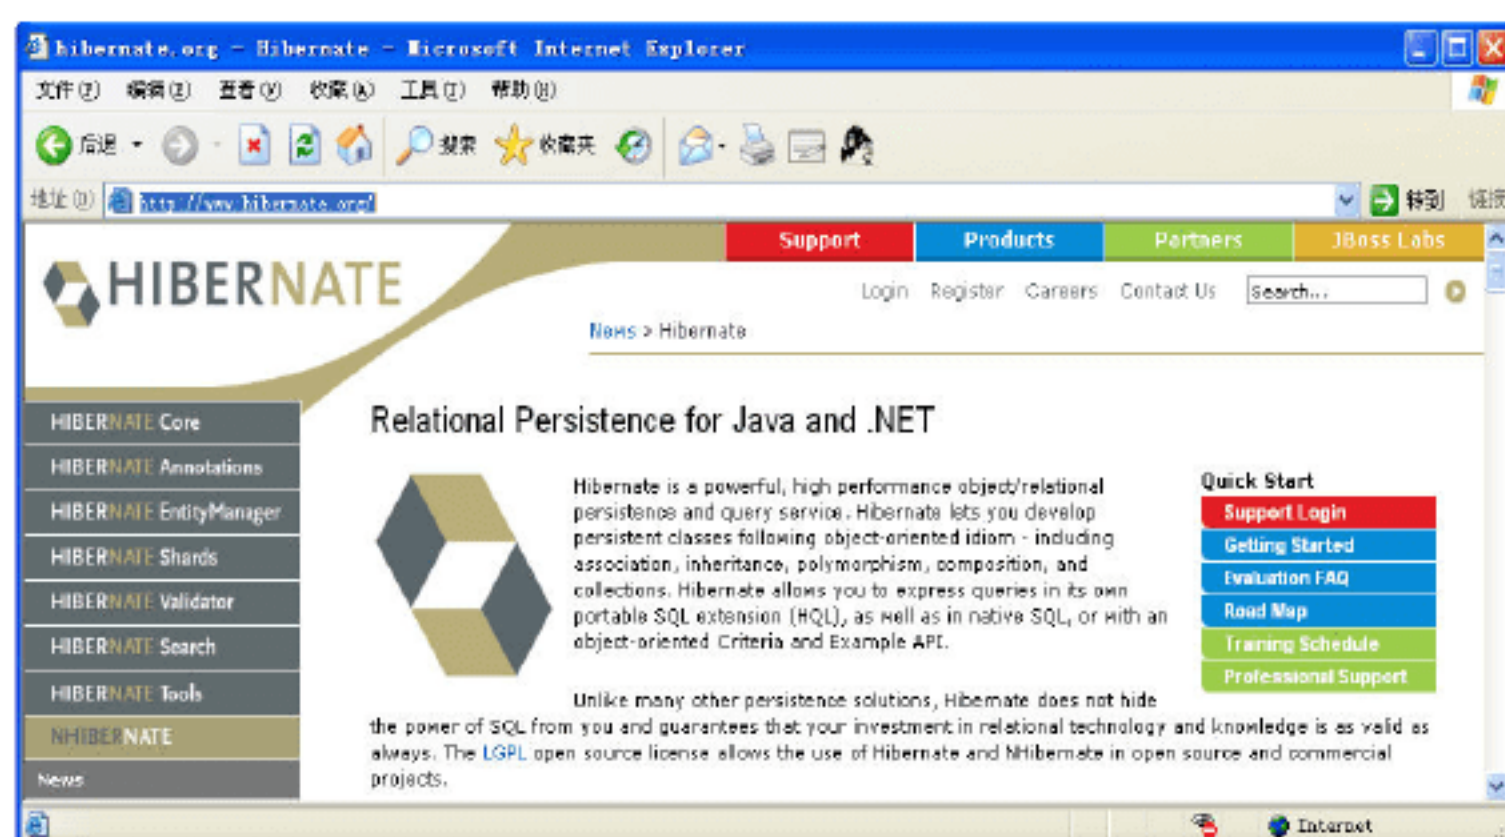 hibernate.org - Hibernate - Microsoft Internet Explorer
文件(F) 编辑(E) 查看(V) 收藏(A) 工具(T) 帮助(H)
后退 搜索 收藏夹
地址(D) http://www.hibernate.org/ 转到 链接
Support Products Partners JBoss Labs
HIBERNATE
Login Register Careers Contact Us Search...
News > Hibernate
HIBERNATE Core
HIBERNATE Annotations
HIBERNATE EntityManager
HIBERNATE Shards
HIBERNATE Validator
HIBERNATE Search
HIBERNATE Tools
NHIBERNATE
News
Relational Persistence for Java and .NET
Hibernate is a powerful, high performance object/relational
persistence and query service. Hibernate lets you develop
persistent classes following object-oriented idiom - including
association, inheritance, polymorphism, composition, and
collections. Hibernate allows you to express queries in its own
portable SQL extension (HQL), as well as in native SQL, or with an
object-oriented Criteria and Example API.
Unlike many other persistence solutions, Hibernate does not hide
the power of SQL from you and guarantees that your investment in relational technology and knowledge is as valid as
always. The LGPL open source license allows the use of Hibernate and NHibernate in open source and commercial
projects.
Quick Start
Support Login
Getting Started
Evaluation FAQ
Road Map
Training Schedule
Professional Support
Internet